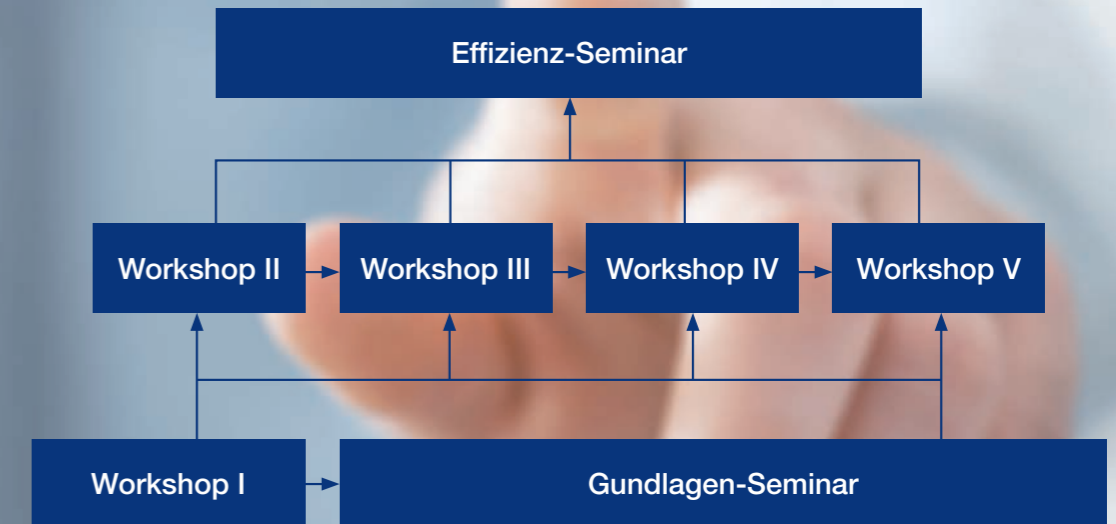 Effizienz-Seminar
Workshop II
Workshop III
Workshop IV
Workshop V
Workshop I
Gundlagen-Seminar